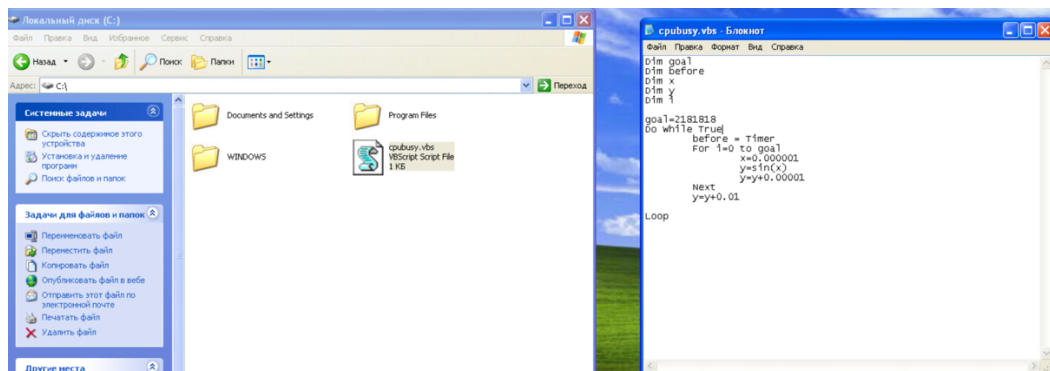 Локальный диск (C:)
Файл Правка Вид Избранное Сервис Справка
Назад Поиск Папки
Адрес: C:\ Переход
Системные задачи
Скрыть содержимое этого
устройства
Установка и удаление
программ
Поиск файлов и папок
Задачи для файлов и папок
Переименовать файл
Переместить файл
Копировать файл
Опубликовать файл в вебе
Отправить этот файл по
электронной почте
Печатать файл
Удалить файл
Другие места
Documents and Settings
Program Files
WINDOWS
cpubusy.vbs
VBScript Script File
1 КБ
cpubusy.vbs - Блокнот
Файл Правка Формат Вид Справка
Dim goal
Dim before
Dim x
Dim y
Dim i
goal=2181818
Do While True
before = Timer
For i=0 to goal
x=0.000001
y=sin(x)
y=y+0.00001
Next
y=y+0.01
Loop